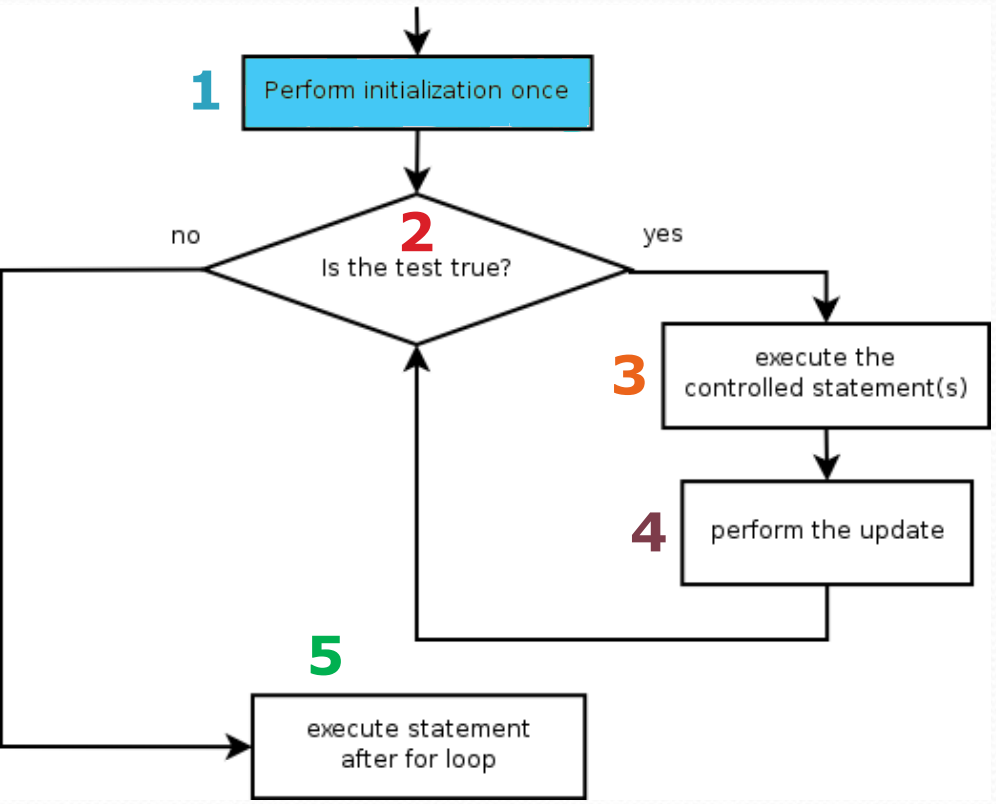 1
Perform initialization once
2
no
yes
Is the test true?
3
execute the
controlled statement(s)
4
perform the update
5
execute statement
after for loop